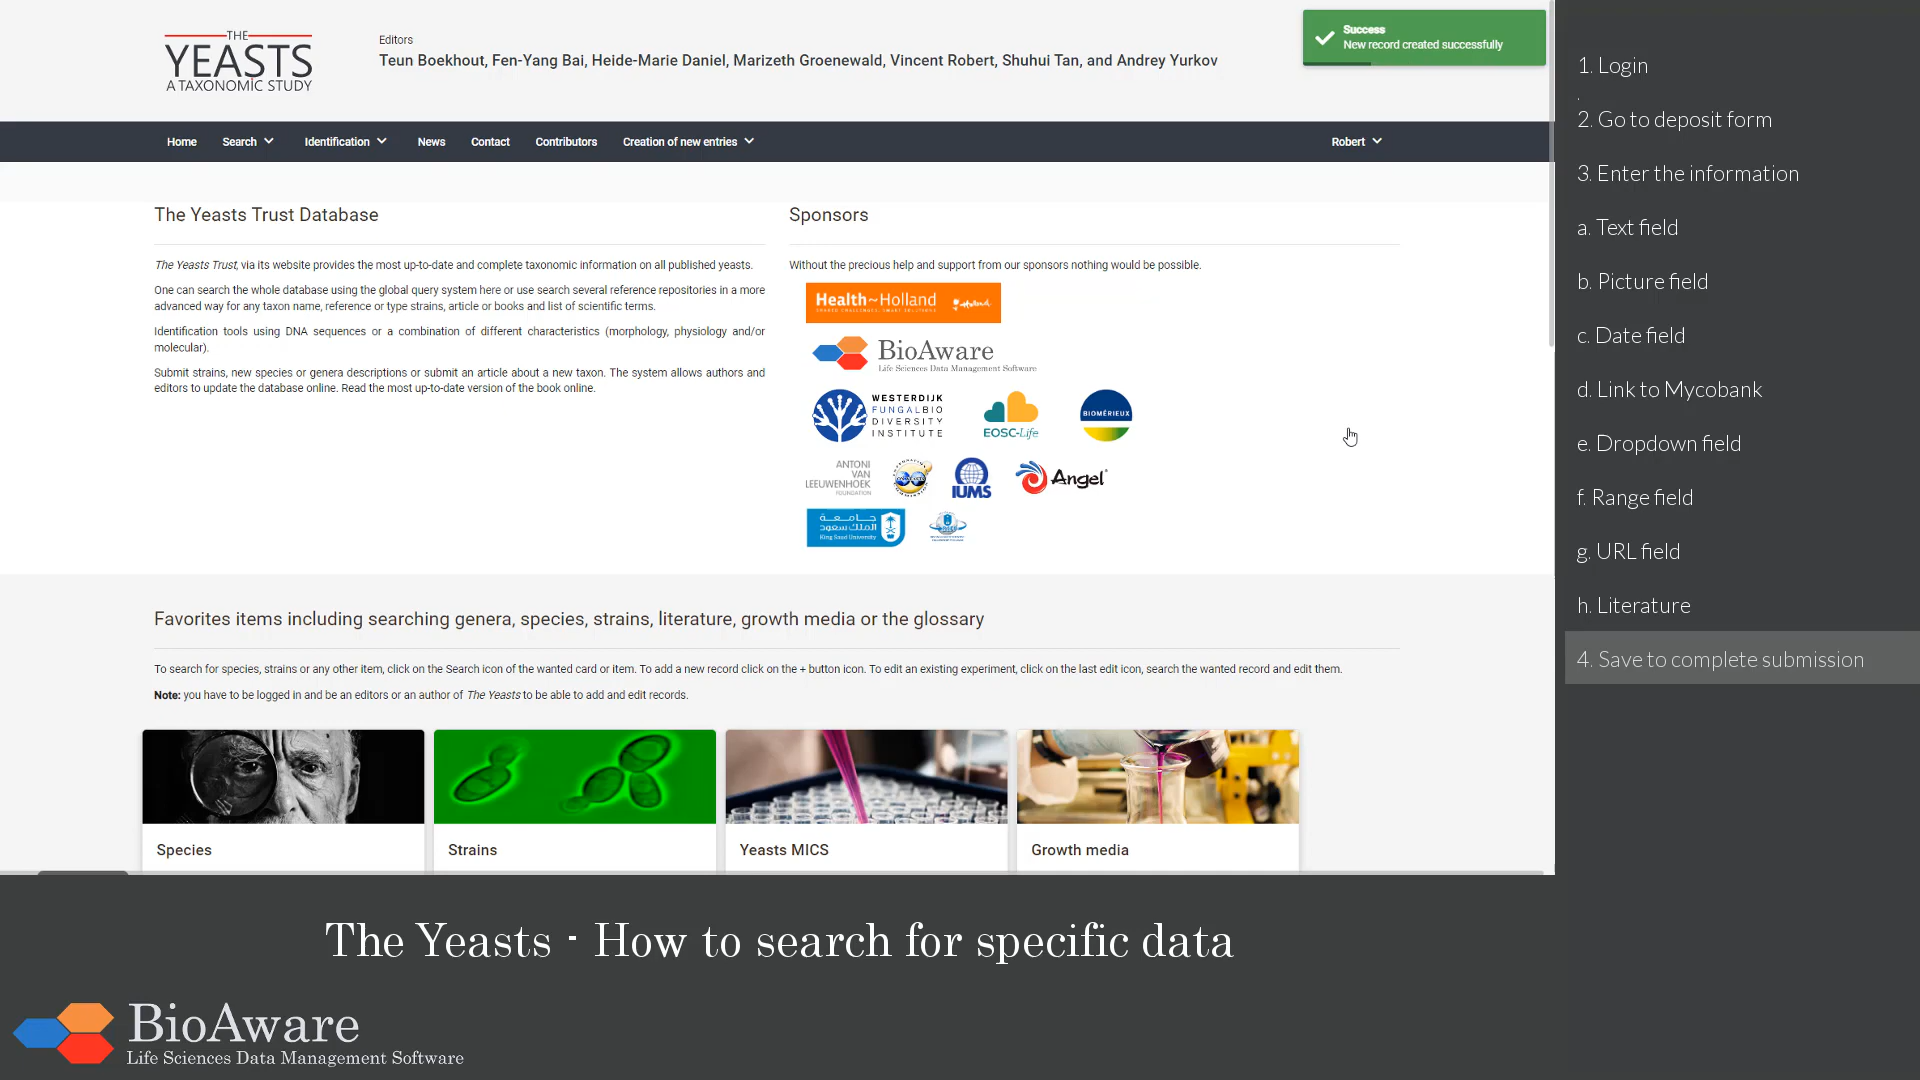 THE
YEASTS
A TAXONOMIC STUDY
Editors
Teun Boekhout, Fen-Yang Bai, Heide-Marie Daniel, Marizeth Groenewald, Vincent Robert, Shuhui Tan, and Andrey Yurkov
Success
New record created successfully
Home
Search
Identification
News
Contact
Contributors
Creation of new entries
Robert
The Yeasts Trust Database
The Yeasts Trust, via its website provides the most up-to-date and complete taxonomic information on all published yeasts.
One can search the whole database using the global query system here or use search several reference repositories in a more
advanced way for any taxon name, reference or type strains, article or books and list of scientific terms.
Identification tools using DNA sequences or a combination of different characteristics (morphology, physiology and/or
molecular).
Submit strains, new species or genera descriptions or submit an article about a new taxon. The system allows authors and
editors to update the database online. Read the most up-to-date version of the book online.
Sponsors
Without the precious help and support from our sponsors nothing would be possible.
Health~Holland
BioAware
Life Sciences Data Management Software
WESTERDIJK
FUNGALBIO
DIVERSITY
INSTITUTE
EOSC-Life
BIOMÉRIEUX
ANTONI
VAN
LEEUWENHOEK
FOUNDATION
IUMS
Angel
جامعة
الملك سعود
King Saud University
Favorites items including searching genera, species, strains, literature, growth media or the glossary
To search for species, strains or any other item, click on the Search icon of the wanted card or item. To add a new record click on the + button icon. To edit an existing experiment, click on the last edit icon, search the wanted record and edit them.
Note: you have to be logged in and be an editors or an author of The Yeasts to be able to add and edit records.
Species
Strains
Yeasts MICS
Growth media
1. Login
2. Go to deposit form
3. Enter the information
a. Text field
b. Picture field
c. Date field
d. Link to Mycobank
e. Dropdown field
f. Range field
g. URL field
h. Literature
4. Save to complete submission
The Yeasts - How to search for specific data
BioAware
Life Sciences Data Management Software